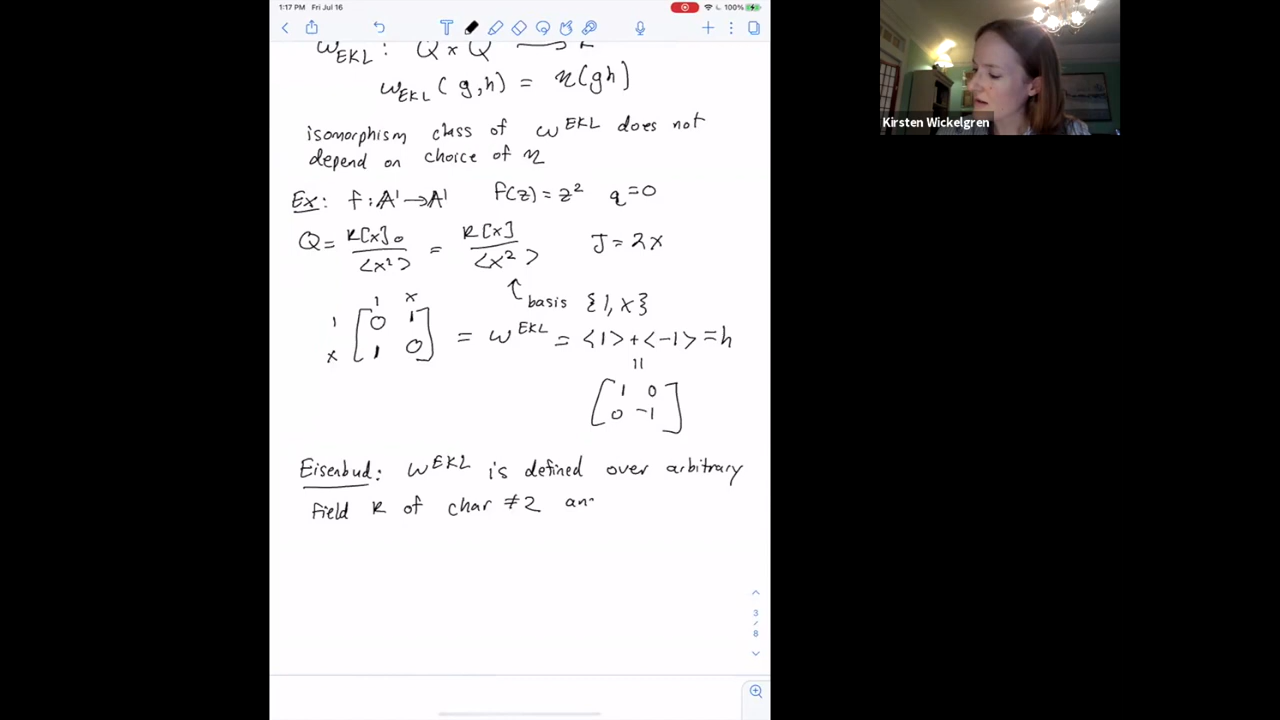 1:17 PM Fri Jul 16
100%
ω_EKL : Q × Q ⟶
ω_EKL ( g,h) = η(gh)
isomorphism class of ω^EKL does not
depend on choice of η
Ex: f : A¹ → A¹ f(z) = z² q=0
Q = k[x]₀ / <x²> = k[x] / <x²> J = 2x
↑ basis {1, x}
1 x
1 [ 0 1
x 1 0 ] = ω^EKL = <1> + <-1> = h
=
[ 1 0
0 -1 ]
Eisenbud: ω^EKL is defined over arbitrary
field k of char ≠ 2 an
3
/
8
Kirsten Wickelgren